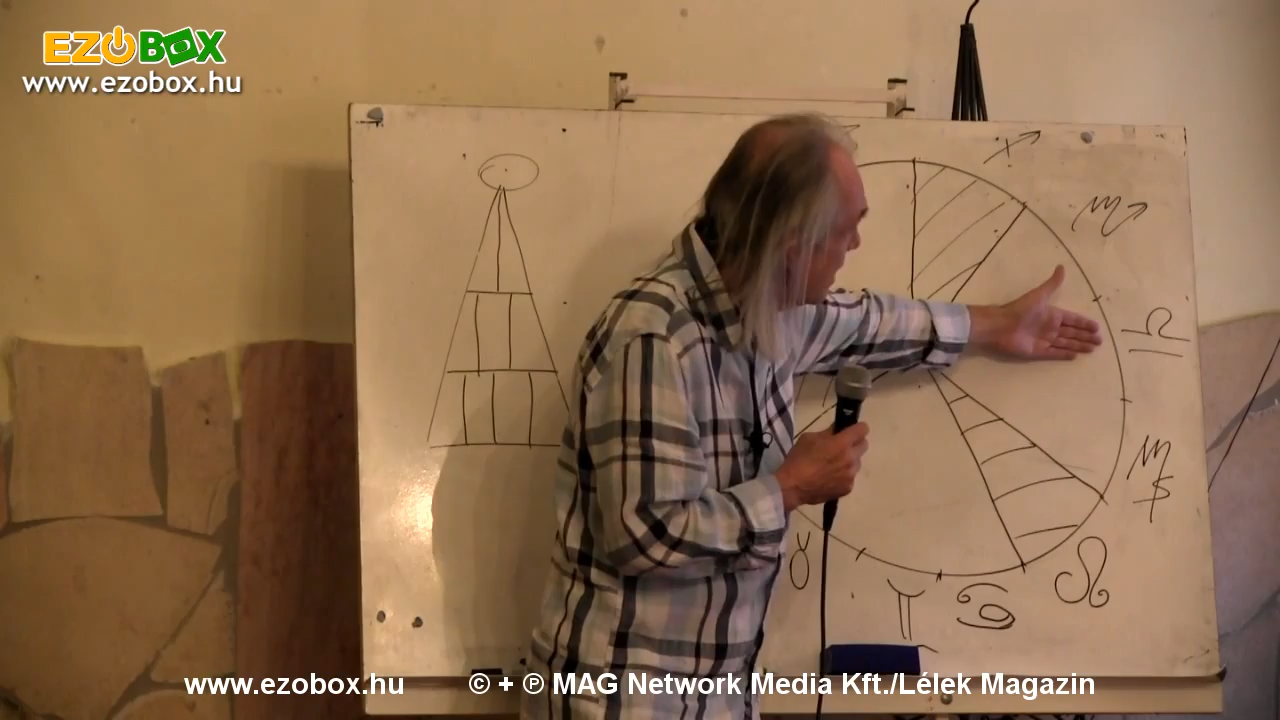 EZOBOX
www.ezobox.hu
♐
♏
♎
♍
♌
♉
♊
♋
www.ezobox.hu © + ℗ MAG Network Media Kft./Lélek Magazin